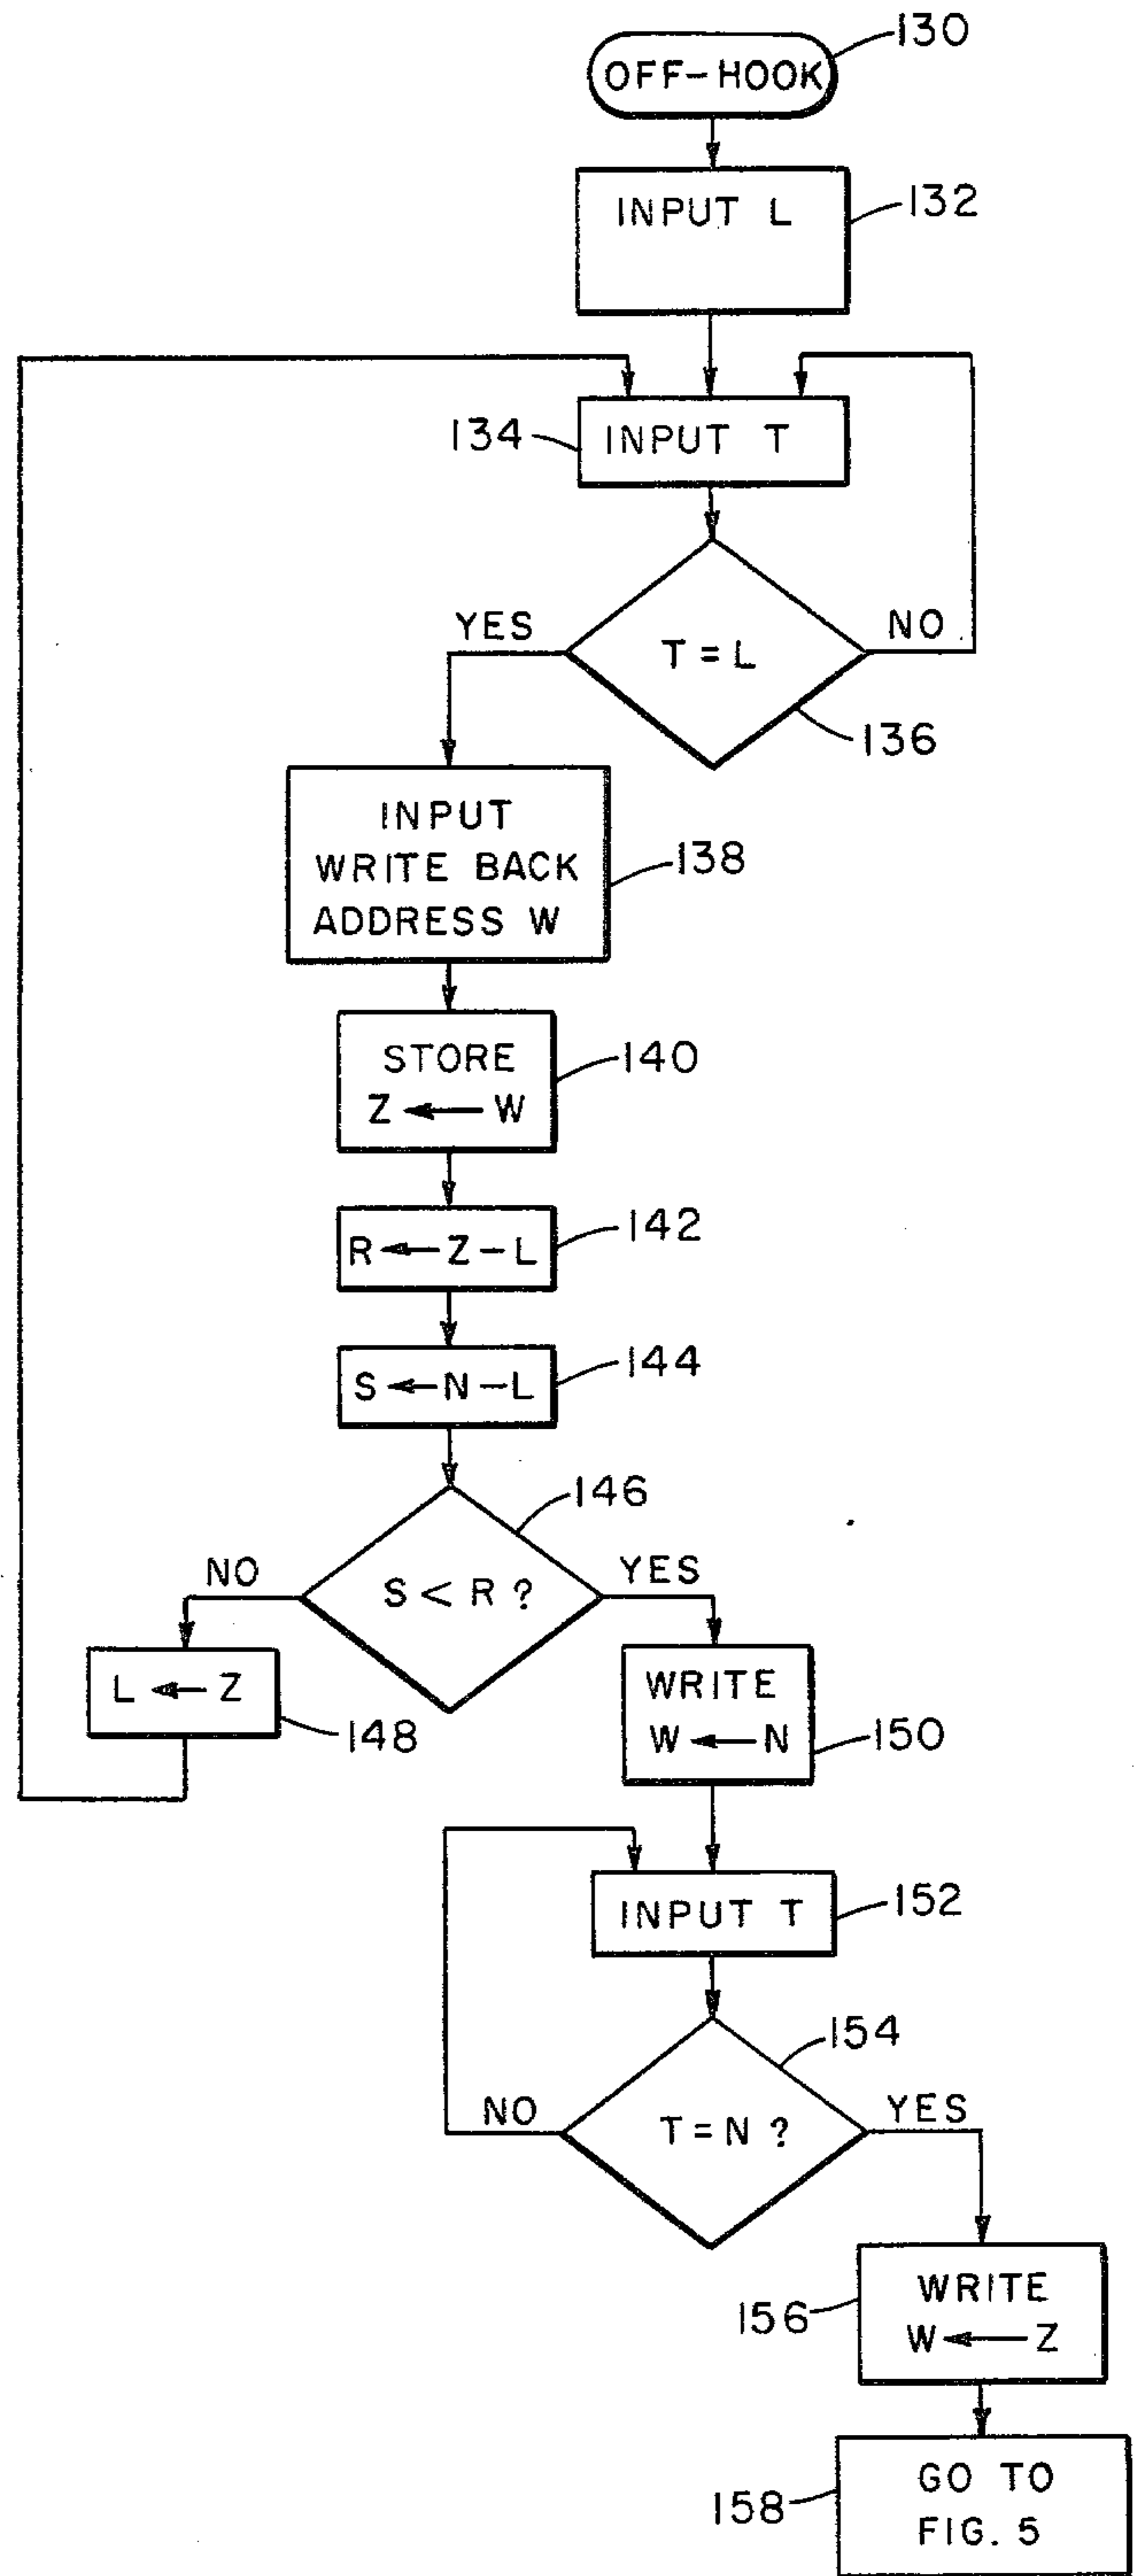 130
OFF-HOOK
INPUT L
132
134
INPUT T
YES
NO
T = L
136
INPUT
WRITE BACK
ADDRESS W
138
STORE
Z ← W
140
R ← Z – L
142
S ← N – L
144
146
NO
YES
S < R ?
L ← Z
148
WRITE
W ← N
150
INPUT T
152
154
NO
YES
T = N ?
WRITE
W ← Z
156
GO TO
FIG. 5
158